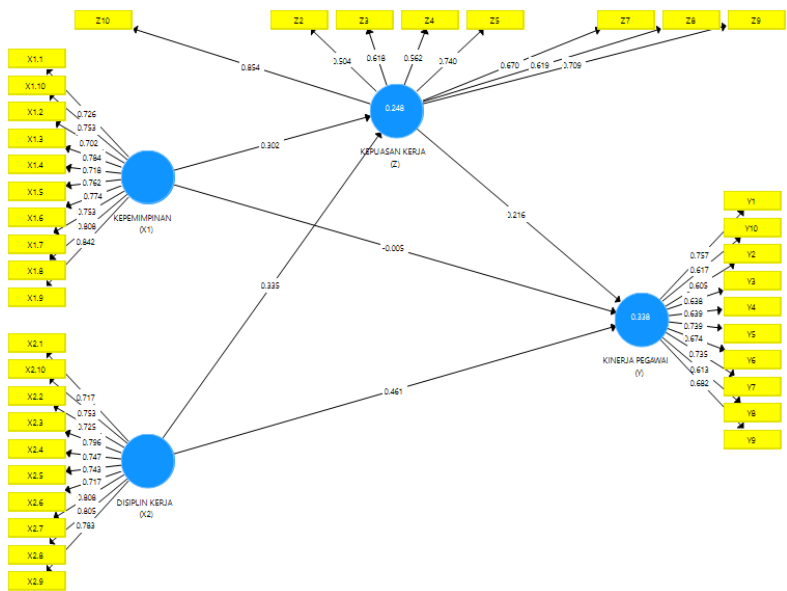 Z10
Z2
Z3
Z4
Z5
Z7
Z8
Z9
0.854
0.504
0.618
0.562
0.740
0.670
0.619
0.709
0.248
KEPUASAN KERJA
(Z)
X1.1
X1.10
X1.2
X1.3
X1.4
X1.5
X1.6
X1.7
X1.8
X1.9
0.726
0.753
0.702
0.784
0.718
0.762
0.774
0.753
0.808
0.842
KEPEMIMPINAN
(X1)
0.302
-0.005
0.216
0.335
0.461
Y1
Y10
Y2
Y3
Y4
Y5
Y6
Y7
Y8
Y9
0.757
0.617
0.605
0.638
0.639
0.739
0.674
0.735
0.613
0.682
0.338
KINERJA PEGAWAI
(Y)
X2.1
X2.10
X2.2
X2.3
X2.4
X2.5
X2.6
X2.7
X2.8
X2.9
0.717
0.753
0.725
0.796
0.747
0.743
0.717
0.808
0.805
0.783
DISIPLIN KERJA
(X2)